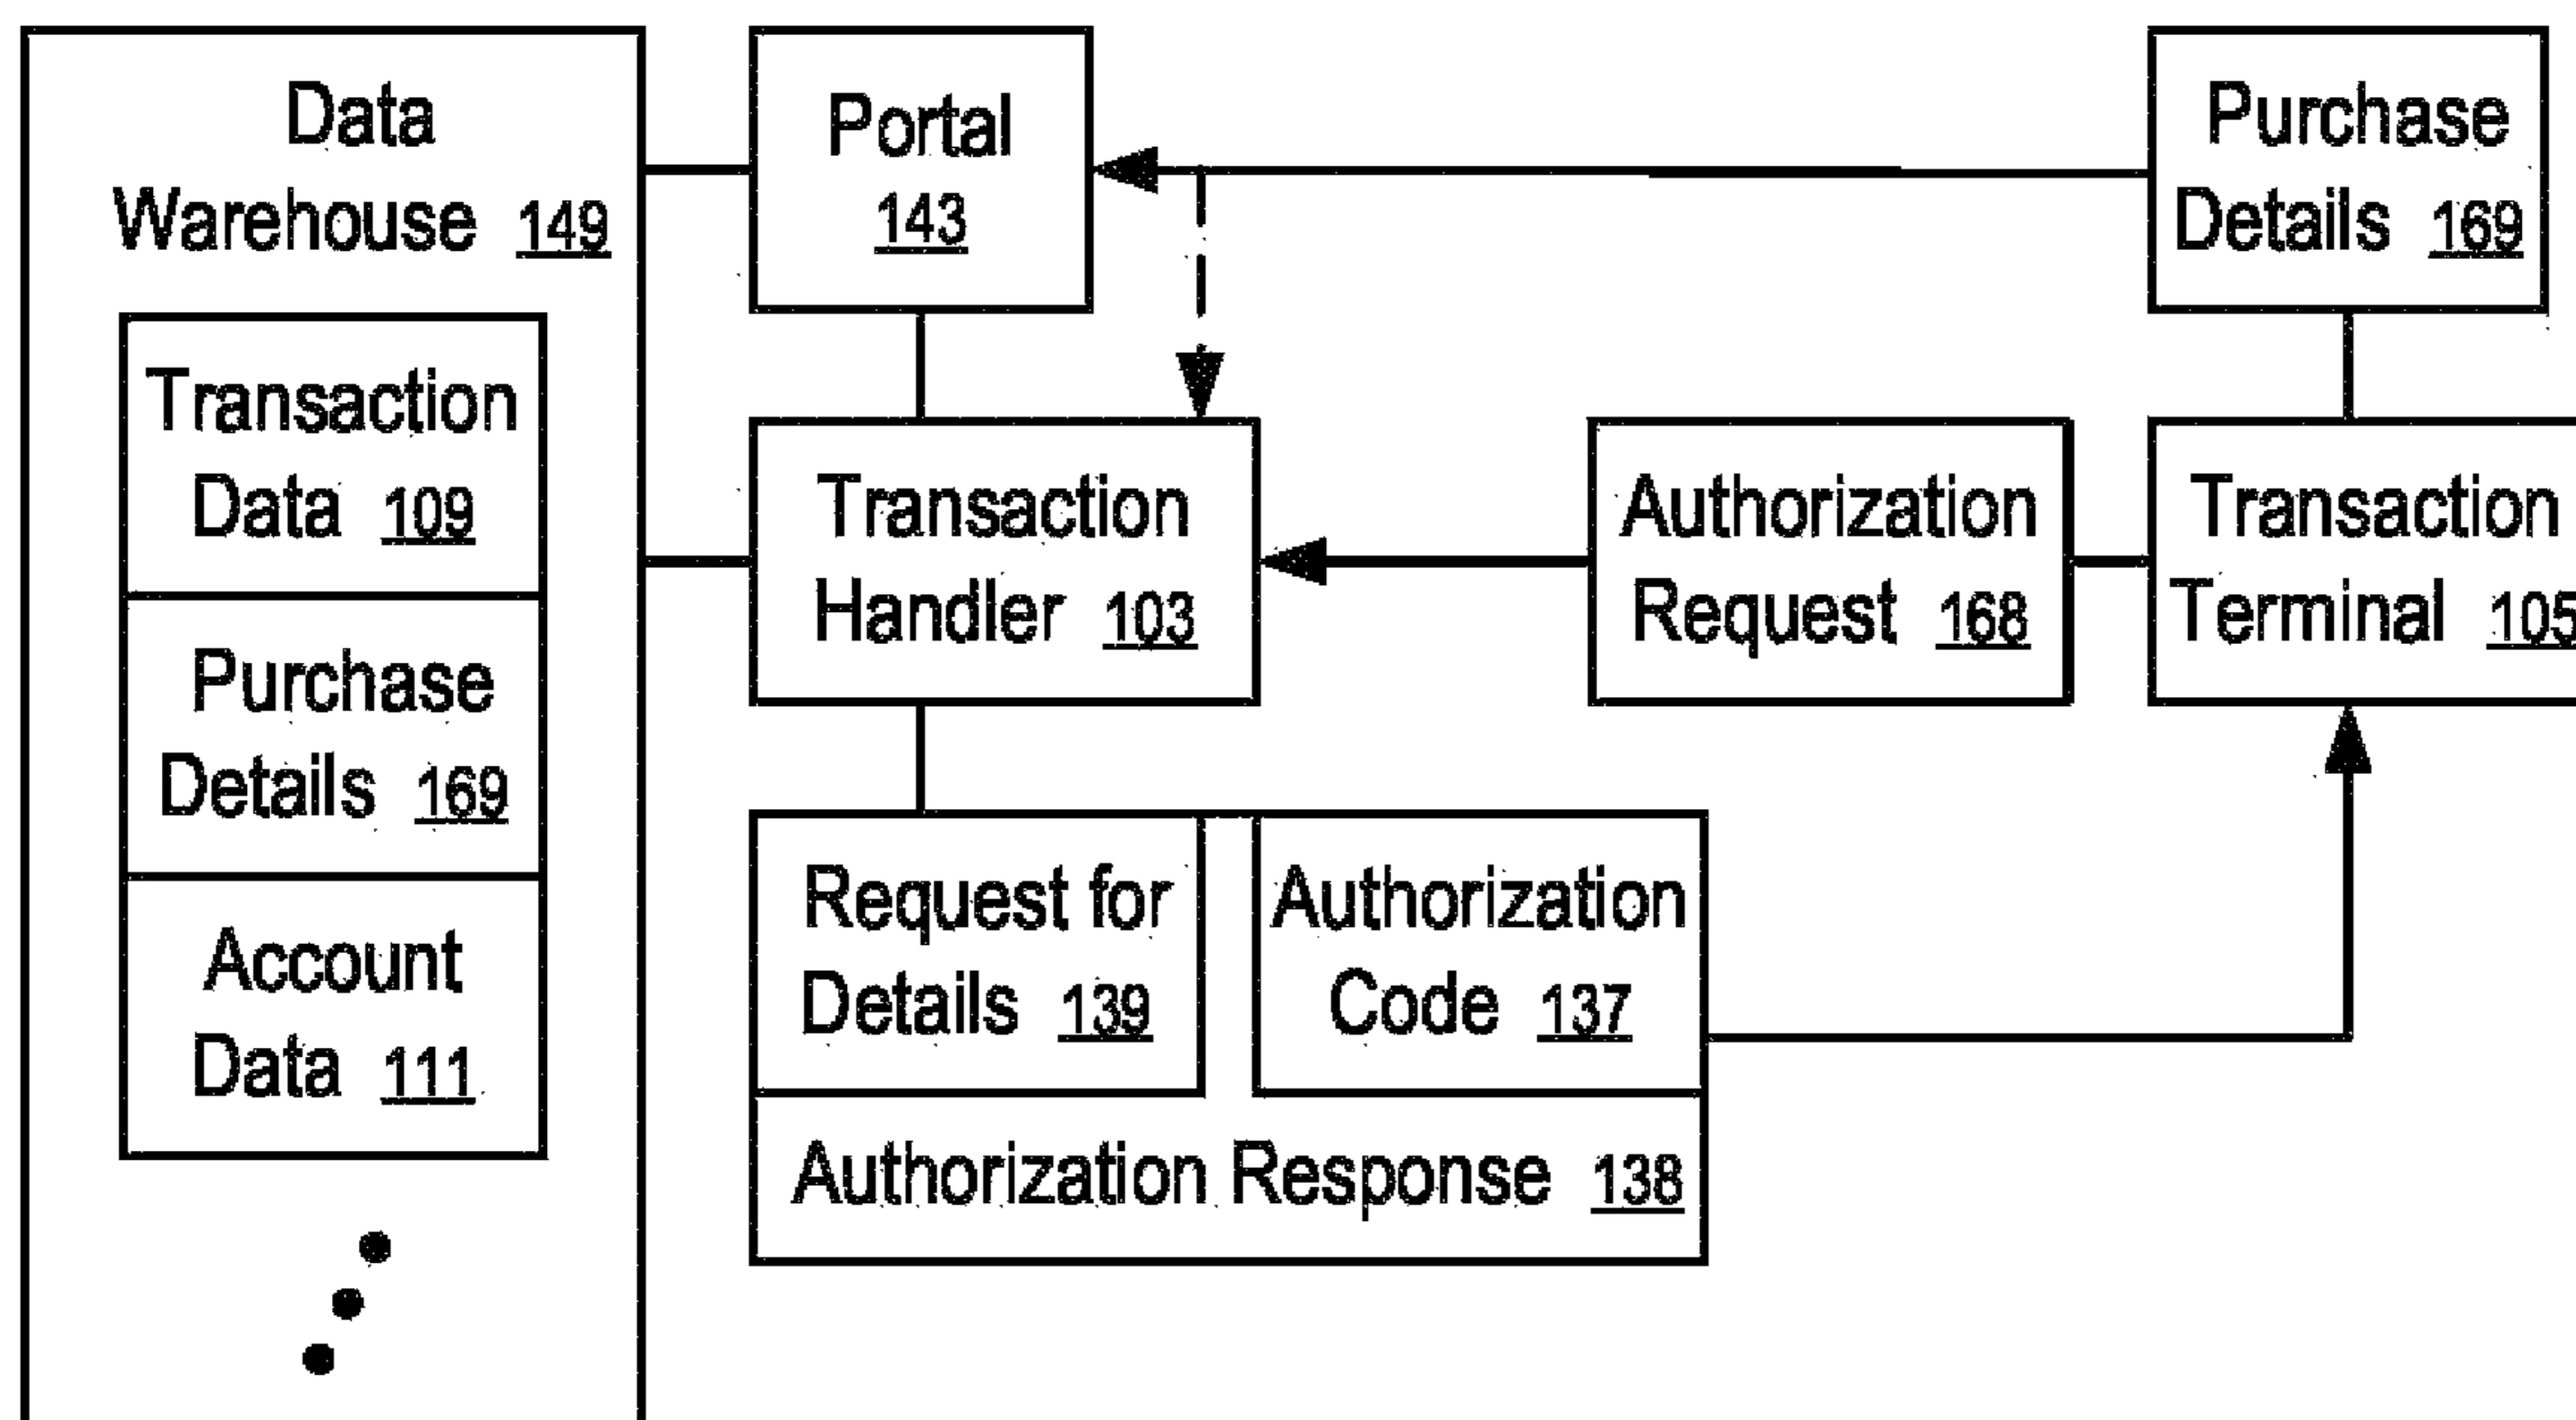 Data
Warehouse 149
Transaction
Data 109
Purchase
Details 169
Account
Data 111
Portal
143
Transaction
Handler 103
Request for
Details 139
Authorization
Code 137
Authorization Response 138
Authorization
Request 168
Purchase
Details 169
Transaction
Terminal 105